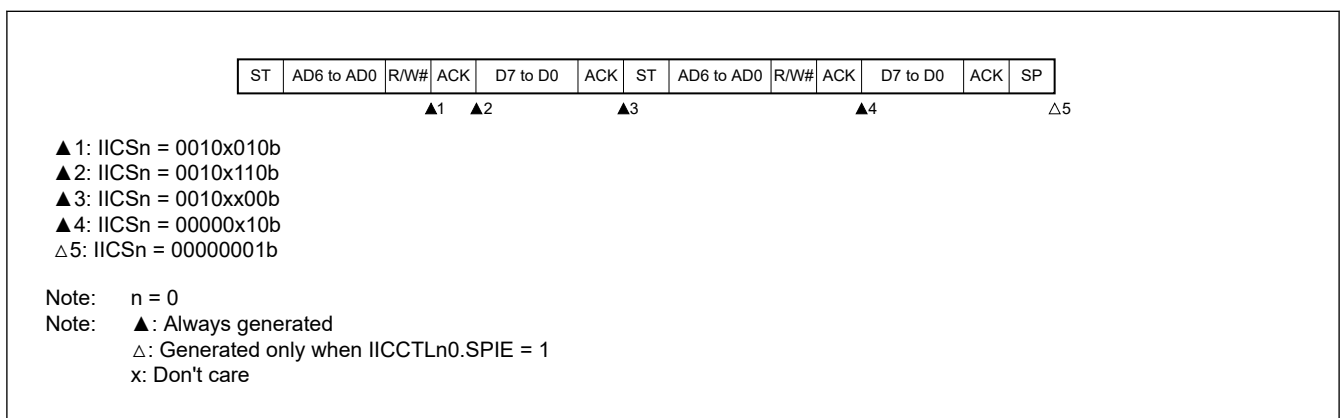 ST AD6 to AD0 R/W# ACK D7 to D0 ACK ST AD6 to AD0 R/W# ACK D7 to D0 ACK SP
▲1 ▲2 ▲3 ▲4 △5
▲1: IICSn = 0010x010b
▲2: IICSn = 0010x110b
▲3: IICSn = 0010xx00b
▲4: IICSn = 00000x10b
△5: IICSn = 00000001b
Note: n = 0
Note: ▲: Always generated
△: Generated only when IICCTLn0.SPIE = 1
x: Don't care